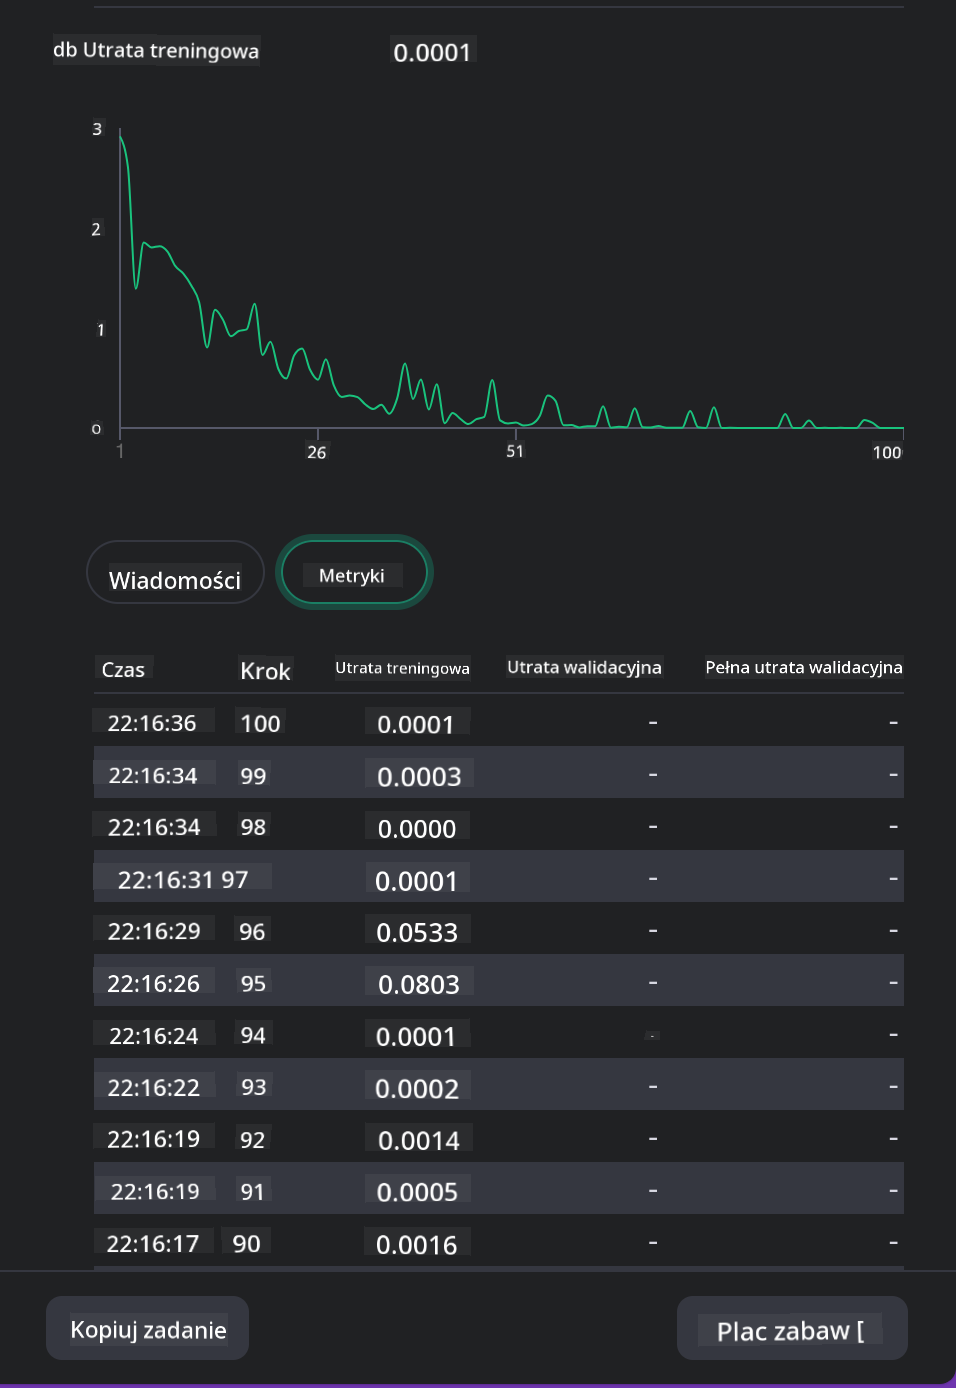 db Utrata treningowa 0.0001
3
2
1
0
1 26 51 100
Wiadomości Metryki
Czas Krok Utrata treningowa Utrata walidacyjna Pełna utrata walidacyjna
22:16:36 100 0.0001 - -
22:16:34 99 0.0003 - -
22:16:34 98 0.0000 - -
22:16:31 97 0.0001 - -
22:16:29 96 0.0533 - -
22:16:26 95 0.0803 - -
22:16:24 94 0.0001 - -
22:16:22 93 0.0002 - -
22:16:19 92 0.0014 - -
22:16:19 91 0.0005 - -
22:16:17 90 0.0016 - -
Kopiuj zadanie Plac zabaw [